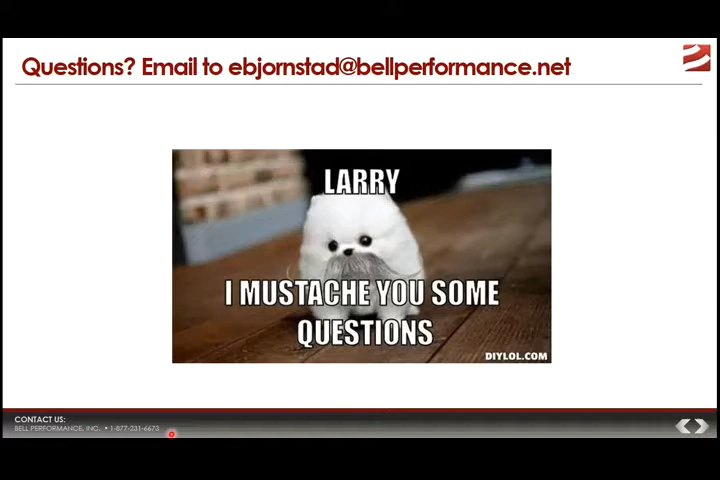 Questions? Email to ebjornstad@bellperformance.net
LARRY
I MUSTACHE YOU SOME
QUESTIONS
DIYLOL.COM
CONTACT US:
BELL PERFORMANCE, INC. • 1-877-231-6673